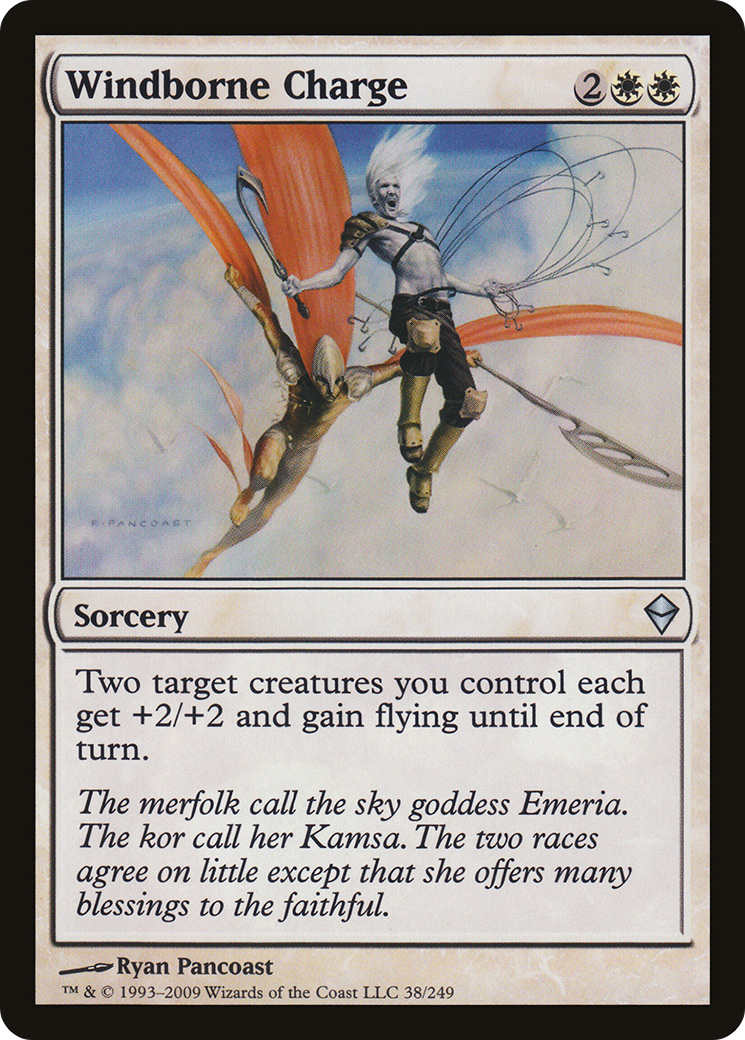 Windborne Charge 2
R·PANCOAST
Sorcery
Two target creatures you control each
get +2/+2 and gain flying until end of
turn.
The merfolk call the sky goddess Emeria.
The kor call her Kamsa. The two races
agree on little except that she offers many
blessings to the faithful.
Ryan Pancoast
™ & © 1993–2009 Wizards of the Coast LLC 38/249